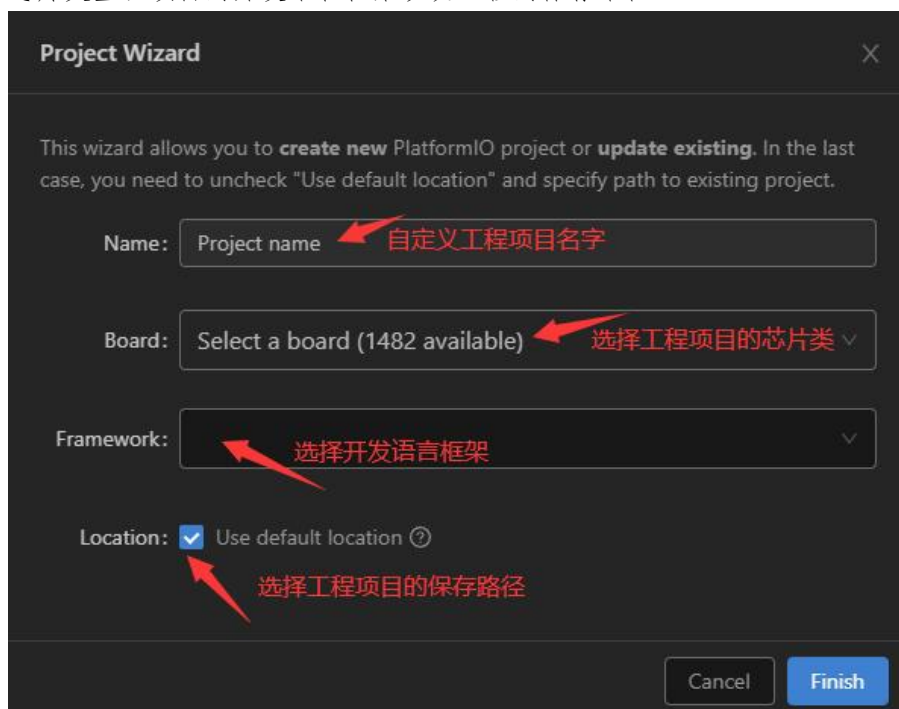 Project Wizard
This wizard allows you to create new PlatformIO project or update existing. In the last
case, you need to uncheck "Use default location" and specify path to existing project.
Name: Project name 自定义工程项目名字
Board: Select a board (1482 available) 选择工程项目的芯片类
Framework: 选择开发语言框架
Location: Use default location
选择工程项目的保存路径
Cancel Finish